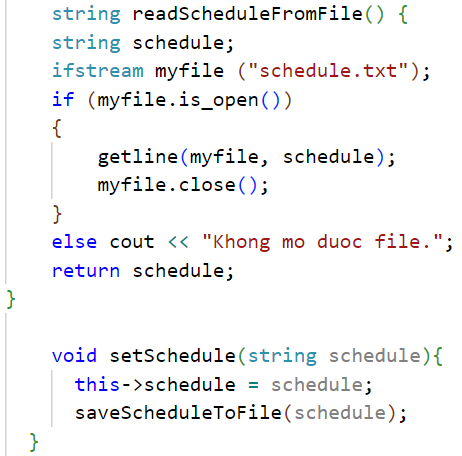 string readScheduleFromFile() {
string schedule;
ifstream myfile ("schedule.txt");
if (myfile.is_open())
{
getline(myfile, schedule);
myfile.close();
}
else cout << "Khong mo duoc file.";
return schedule;
}
void setSchedule(string schedule){
this->schedule = schedule;
saveScheduleToFile(schedule);
}